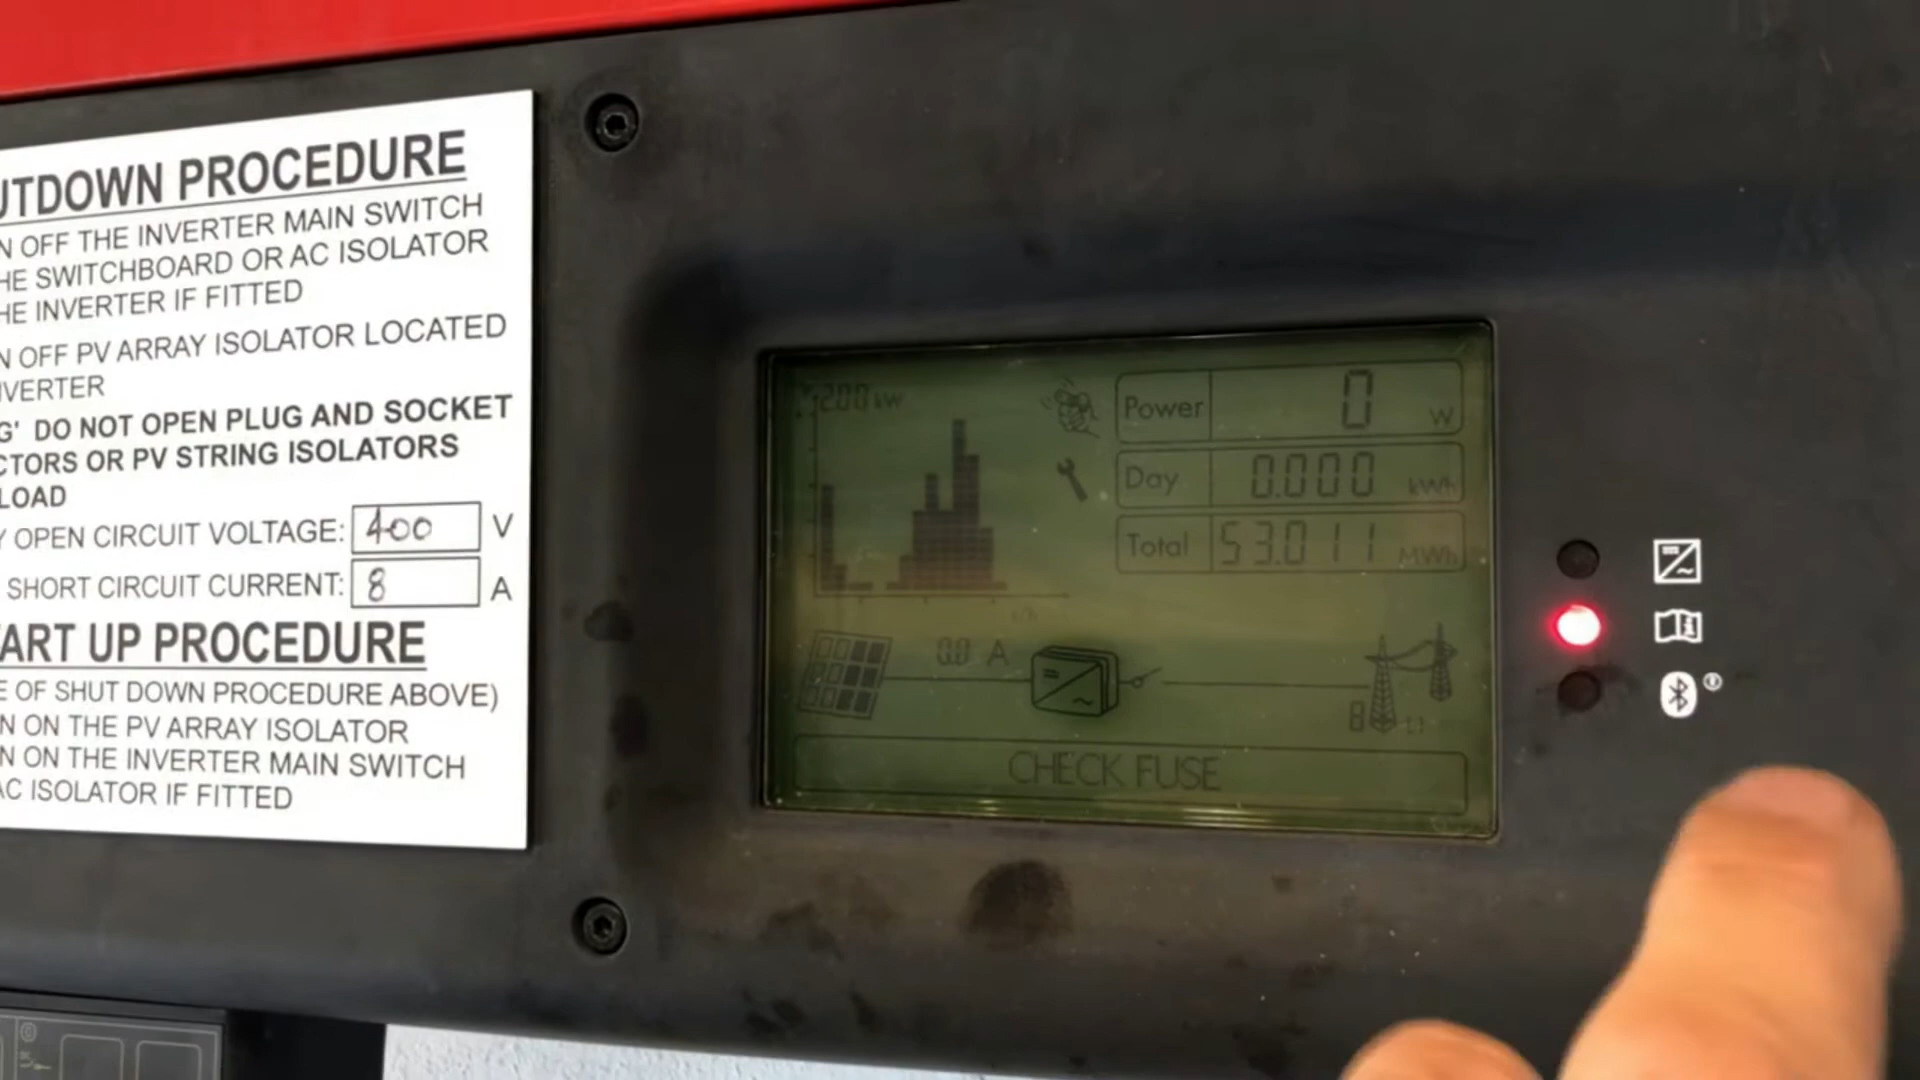 UTDOWN PROCEDURE
N OFF THE INVERTER MAIN SWITCH
HE SWITCHBOARD OR AC ISOLATOR
HE INVERTER IF FITTED
N OFF PV ARRAY ISOLATOR LOCATED
NVERTER
G' DO NOT OPEN PLUG AND SOCKET
CTORS OR PV STRING ISOLATORS
LOAD
Y OPEN CIRCUIT VOLTAGE: 400 V
SHORT CIRCUIT CURRENT: 8 A
ART UP PROCEDURE
E OF SHUT DOWN PROCEDURE ABOVE)
N ON THE PV ARRAY ISOLATOR
N ON THE INVERTER MAIN SWITCH
AC ISOLATOR IF FITTED
2.00 kW
Power 0 W
Day 0.000 kWh
Total 53.011 MWh
0.0 A
8 L1
CHECK FUSE